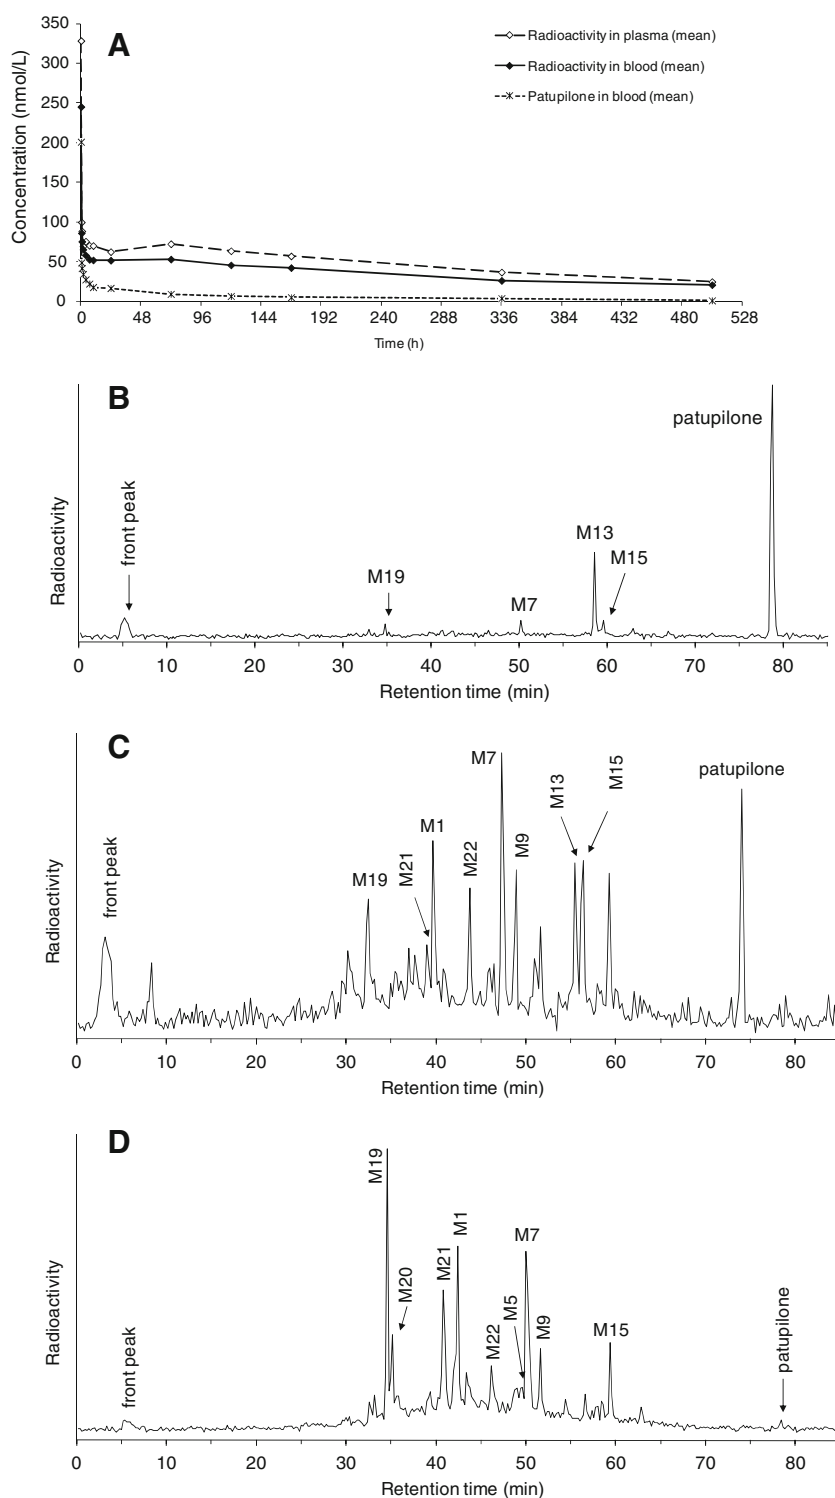 A
Concentration (nmol/L)
350
300
250
200
150
100
50
0
Radioactivity in plasma (mean)
Radioactivity in blood (mean)
Patupilone in blood (mean)
0 48 96 144 192 240 288 336 384 432 480 528
Time (h)
B
Radioactivity
front peak
M19
M7
M13
M15
patupilone
0 10 20 30 40 50 60 70 80
Retention time (min)
C
Radioactivity
front peak
M19
M21
M1
M22
M7
M9
M13
M15
patupilone
0 10 20 30 40 50 60 70 80
Retention time (min)
D
Radioactivity
front peak
M19
M20
M21
M1
M22
M5
M7
M9
M15
patupilone
0 10 20 30 40 50 60 70 80
Retention time (min)